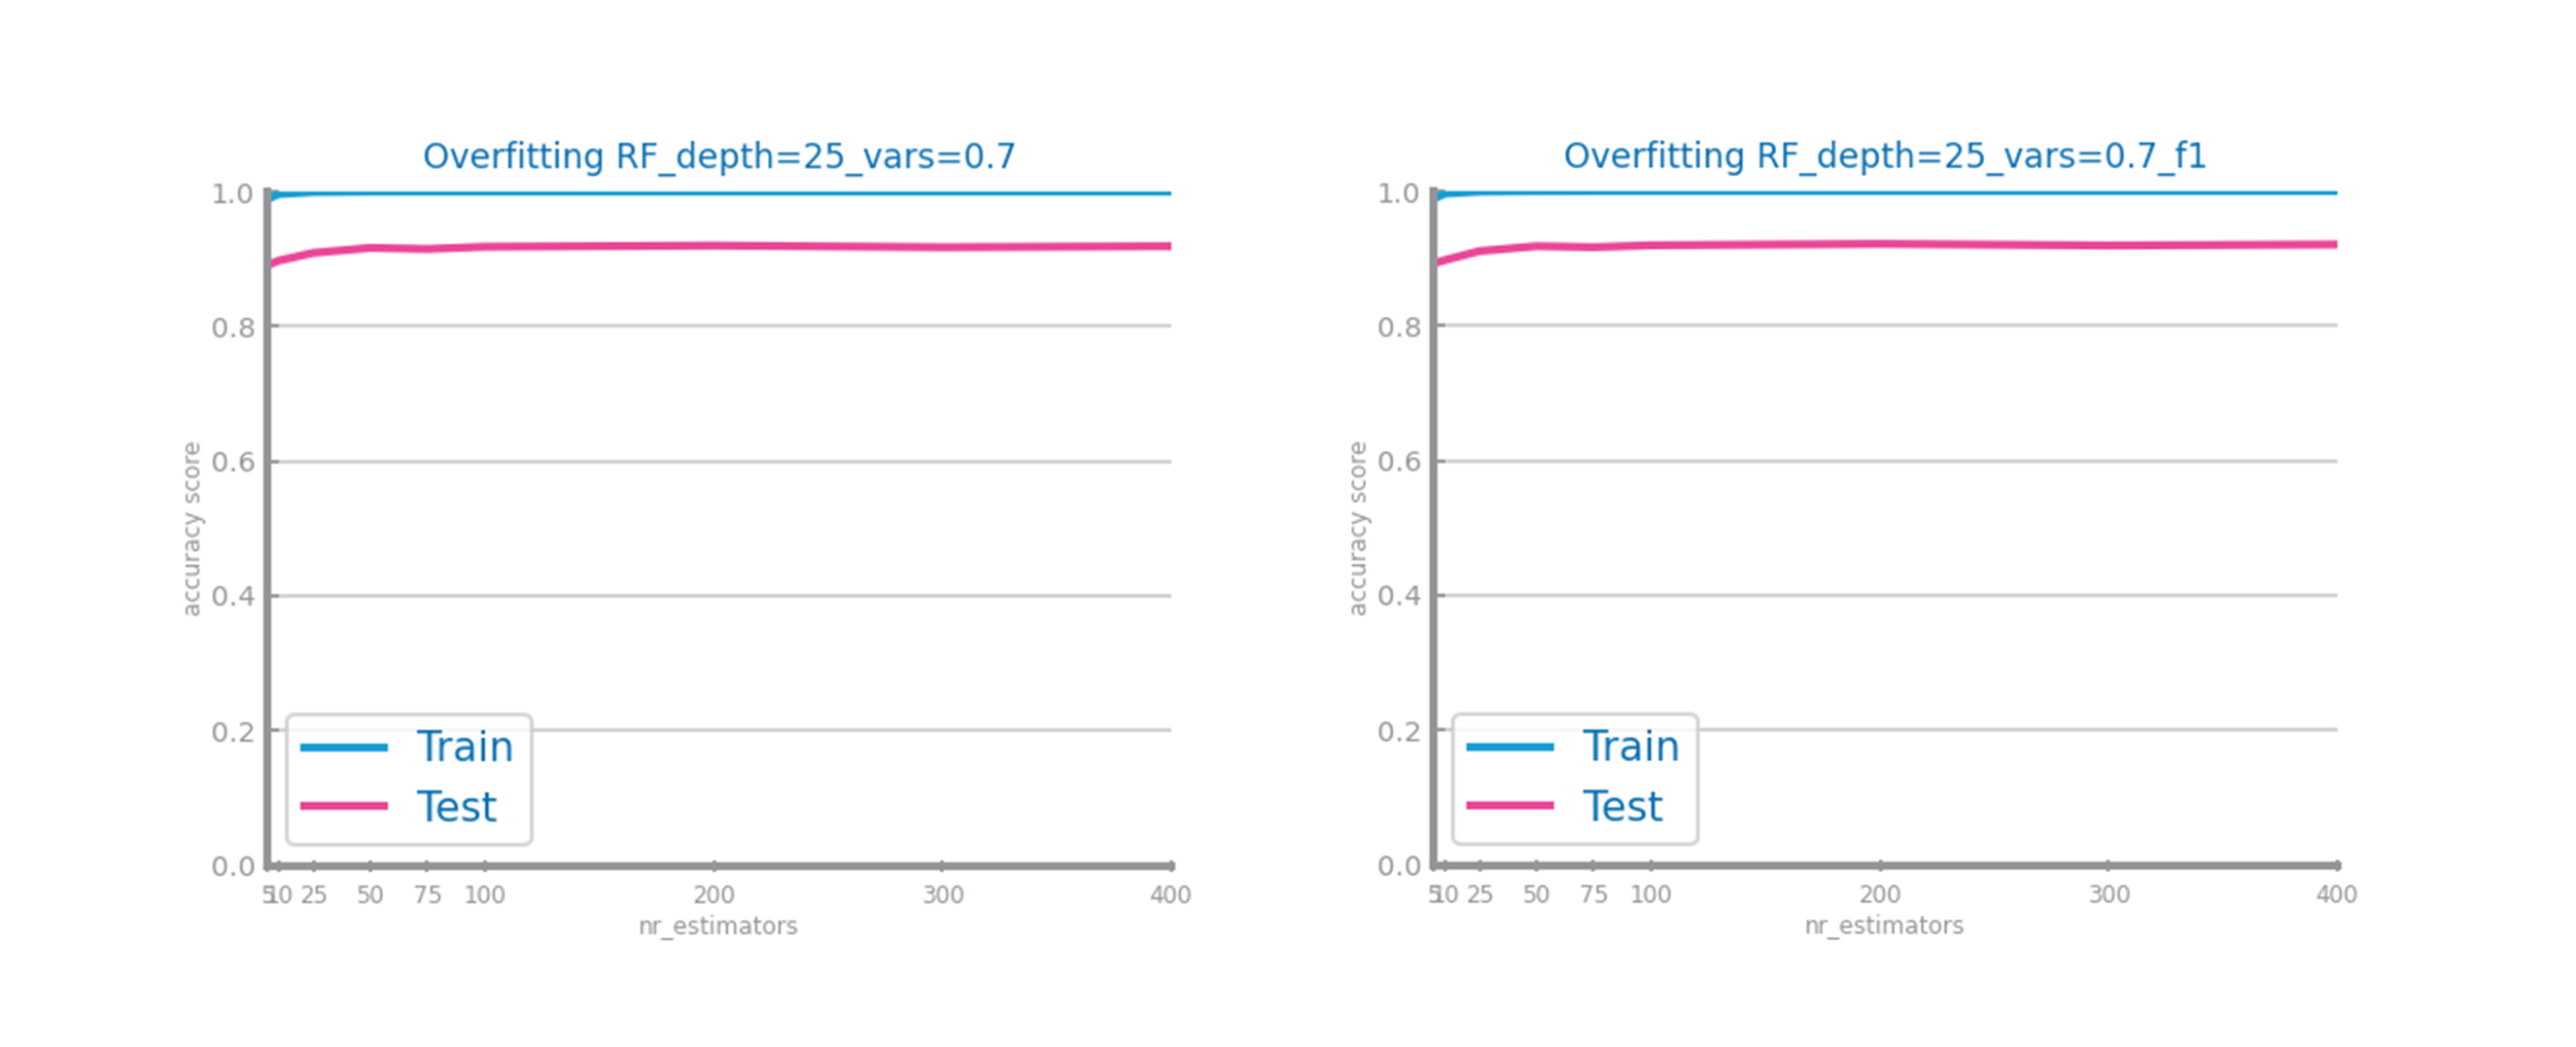 Overfitting RF_depth=25_vars=0.7
1.0
0.8
0.6
0.4
0.2
0.0
accuracy score
Train
Test
5 10 25 50 75 100 200 300 400
nr_estimators
Overfitting RF_depth=25_vars=0.7_f1
1.0
0.8
0.6
0.4
0.2
0.0
accuracy score
Train
Test
5 10 25 50 75 100 200 300 400
nr_estimators